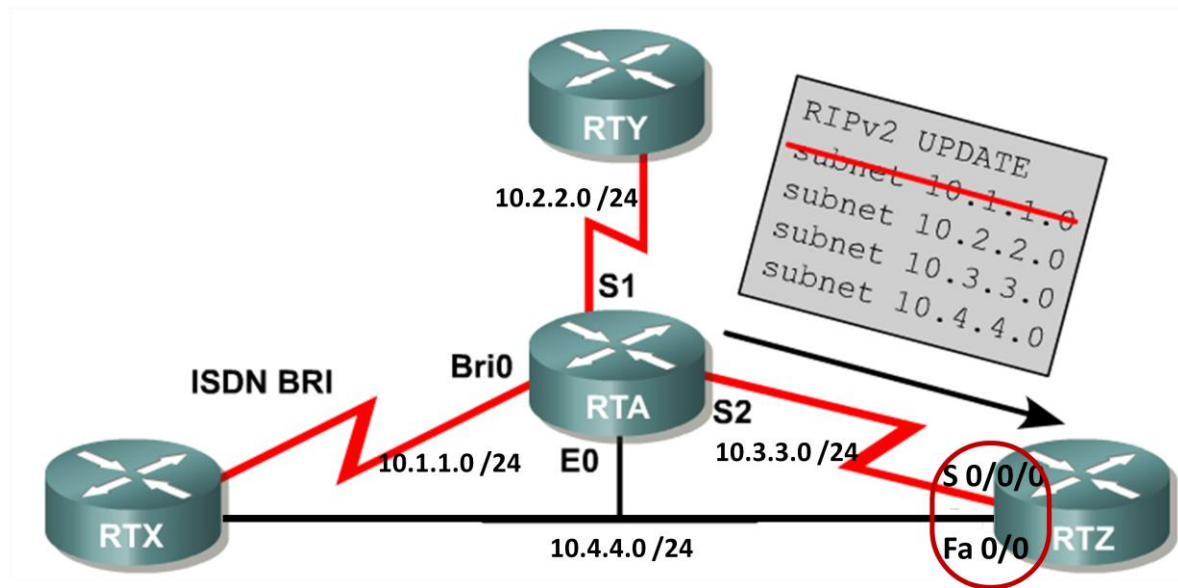 RTY
RIPv2 UPDATE
subnet 10.1.1.0
subnet 10.2.2.0
subnet 10.3.3.0
subnet 10.4.4.0
10.2.2.0 /24
S1
ISDN BRI
Bri0
RTA
S2
10.1.1.0 /24
E0
10.3.3.0 /24
S 0/0/0
RTX
10.4.4.0 /24
Fa 0/0
RTZ